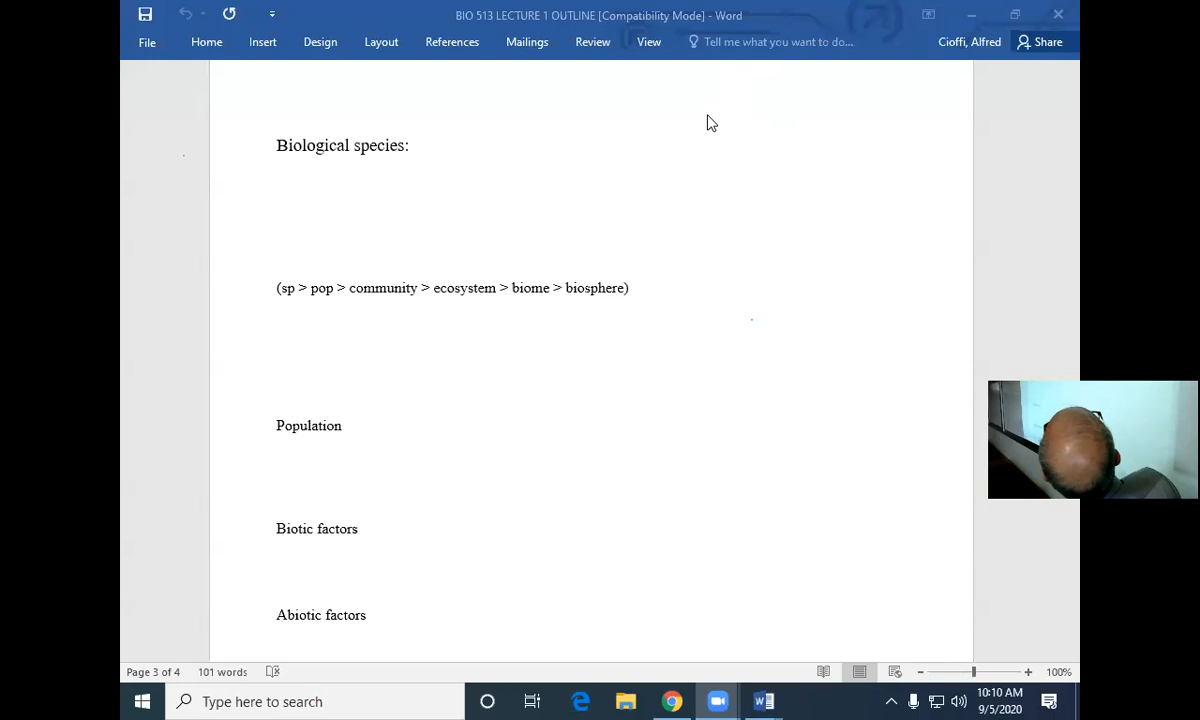 BIO 513 LECTURE 1 OUTLINE [Compatibility Mode] - Word
File Home Insert Design Layout References Mailings Review View Tell me what you want to do... Cioffi, Alfred Share
Biological species:
(sp > pop > community > ecosystem > biome > biosphere)
Population
Biotic factors
Abiotic factors
Page 3 of 4 101 words 100%
Type here to search
10:10 AM
9/5/2020